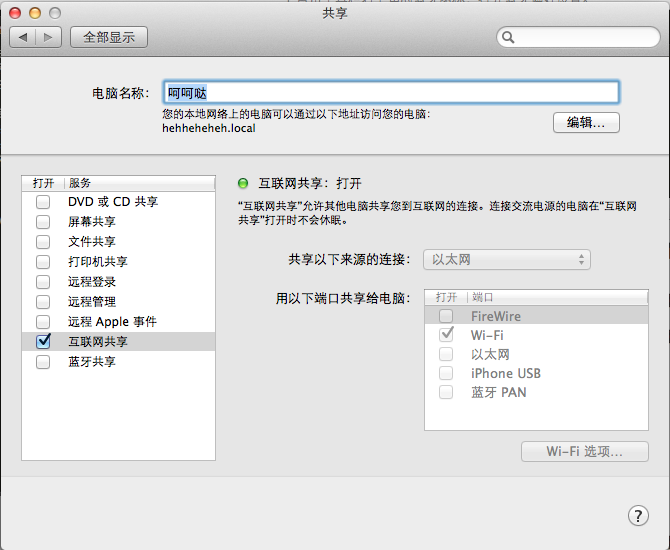 共享
全部显示
电脑名称：
呵呵哒
您的本地网络上的电脑可以通过以下地址访问您的电脑：
hehheheheh.local
编辑...
打开 服务
DVD 或 CD 共享
屏幕共享
文件共享
打印机共享
远程登录
远程管理
远程 Apple 事件
互联网共享
蓝牙共享
互联网共享：打开
“互联网共享”允许其他电脑共享您到互联网的连接。连接交流电源的电脑在“互联网
共享”打开时不会休眠。
共享以下来源的连接：
以太网
用以下端口共享给电脑：
打开 端口
FireWire
Wi-Fi
以太网
iPhone USB
蓝牙 PAN
Wi-Fi 选项...
?